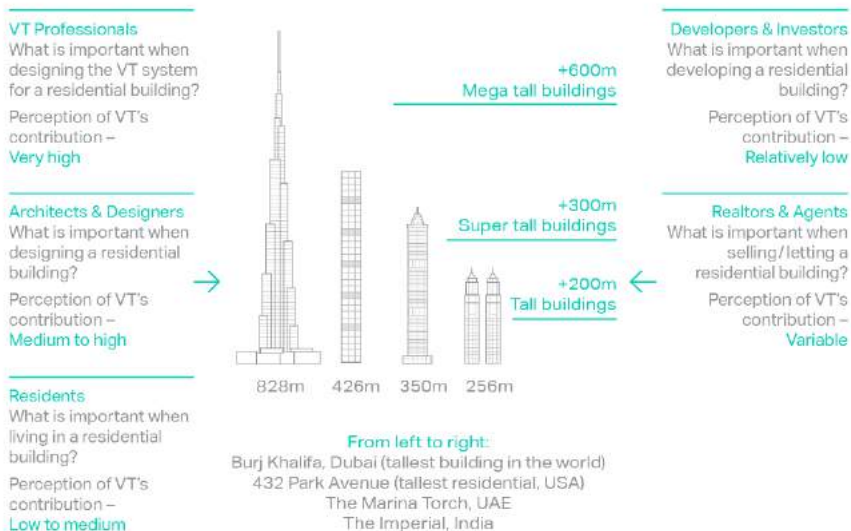 VT Professionals
What is important when
designing the VT system
for a residential building?
Perception of VT's
contribution –
Very high
Architects & Designers
What is important when
designing a residential
building?
Perception of VT's
contribution –
Medium to high
Residents
What is important when
living in a residential
building?
Perception of VT's
contribution –
Low to medium
+600m
Mega tall buildings
+300m
Super tall buildings
+200m
Tall buildings
828m 426m 350m 256m
From left to right:
Burj Khalifa, Dubai (tallest building in the world)
432 Park Avenue (tallest residential, USA)
The Marina Torch, UAE
The Imperial, India
Developers & Investors
What is important when
developing a residential
building?
Perception of VT's
contribution –
Relatively low
Realtors & Agents
What is important when
selling/letting a
residential building?
Perception of VT's
contribution –
Variable